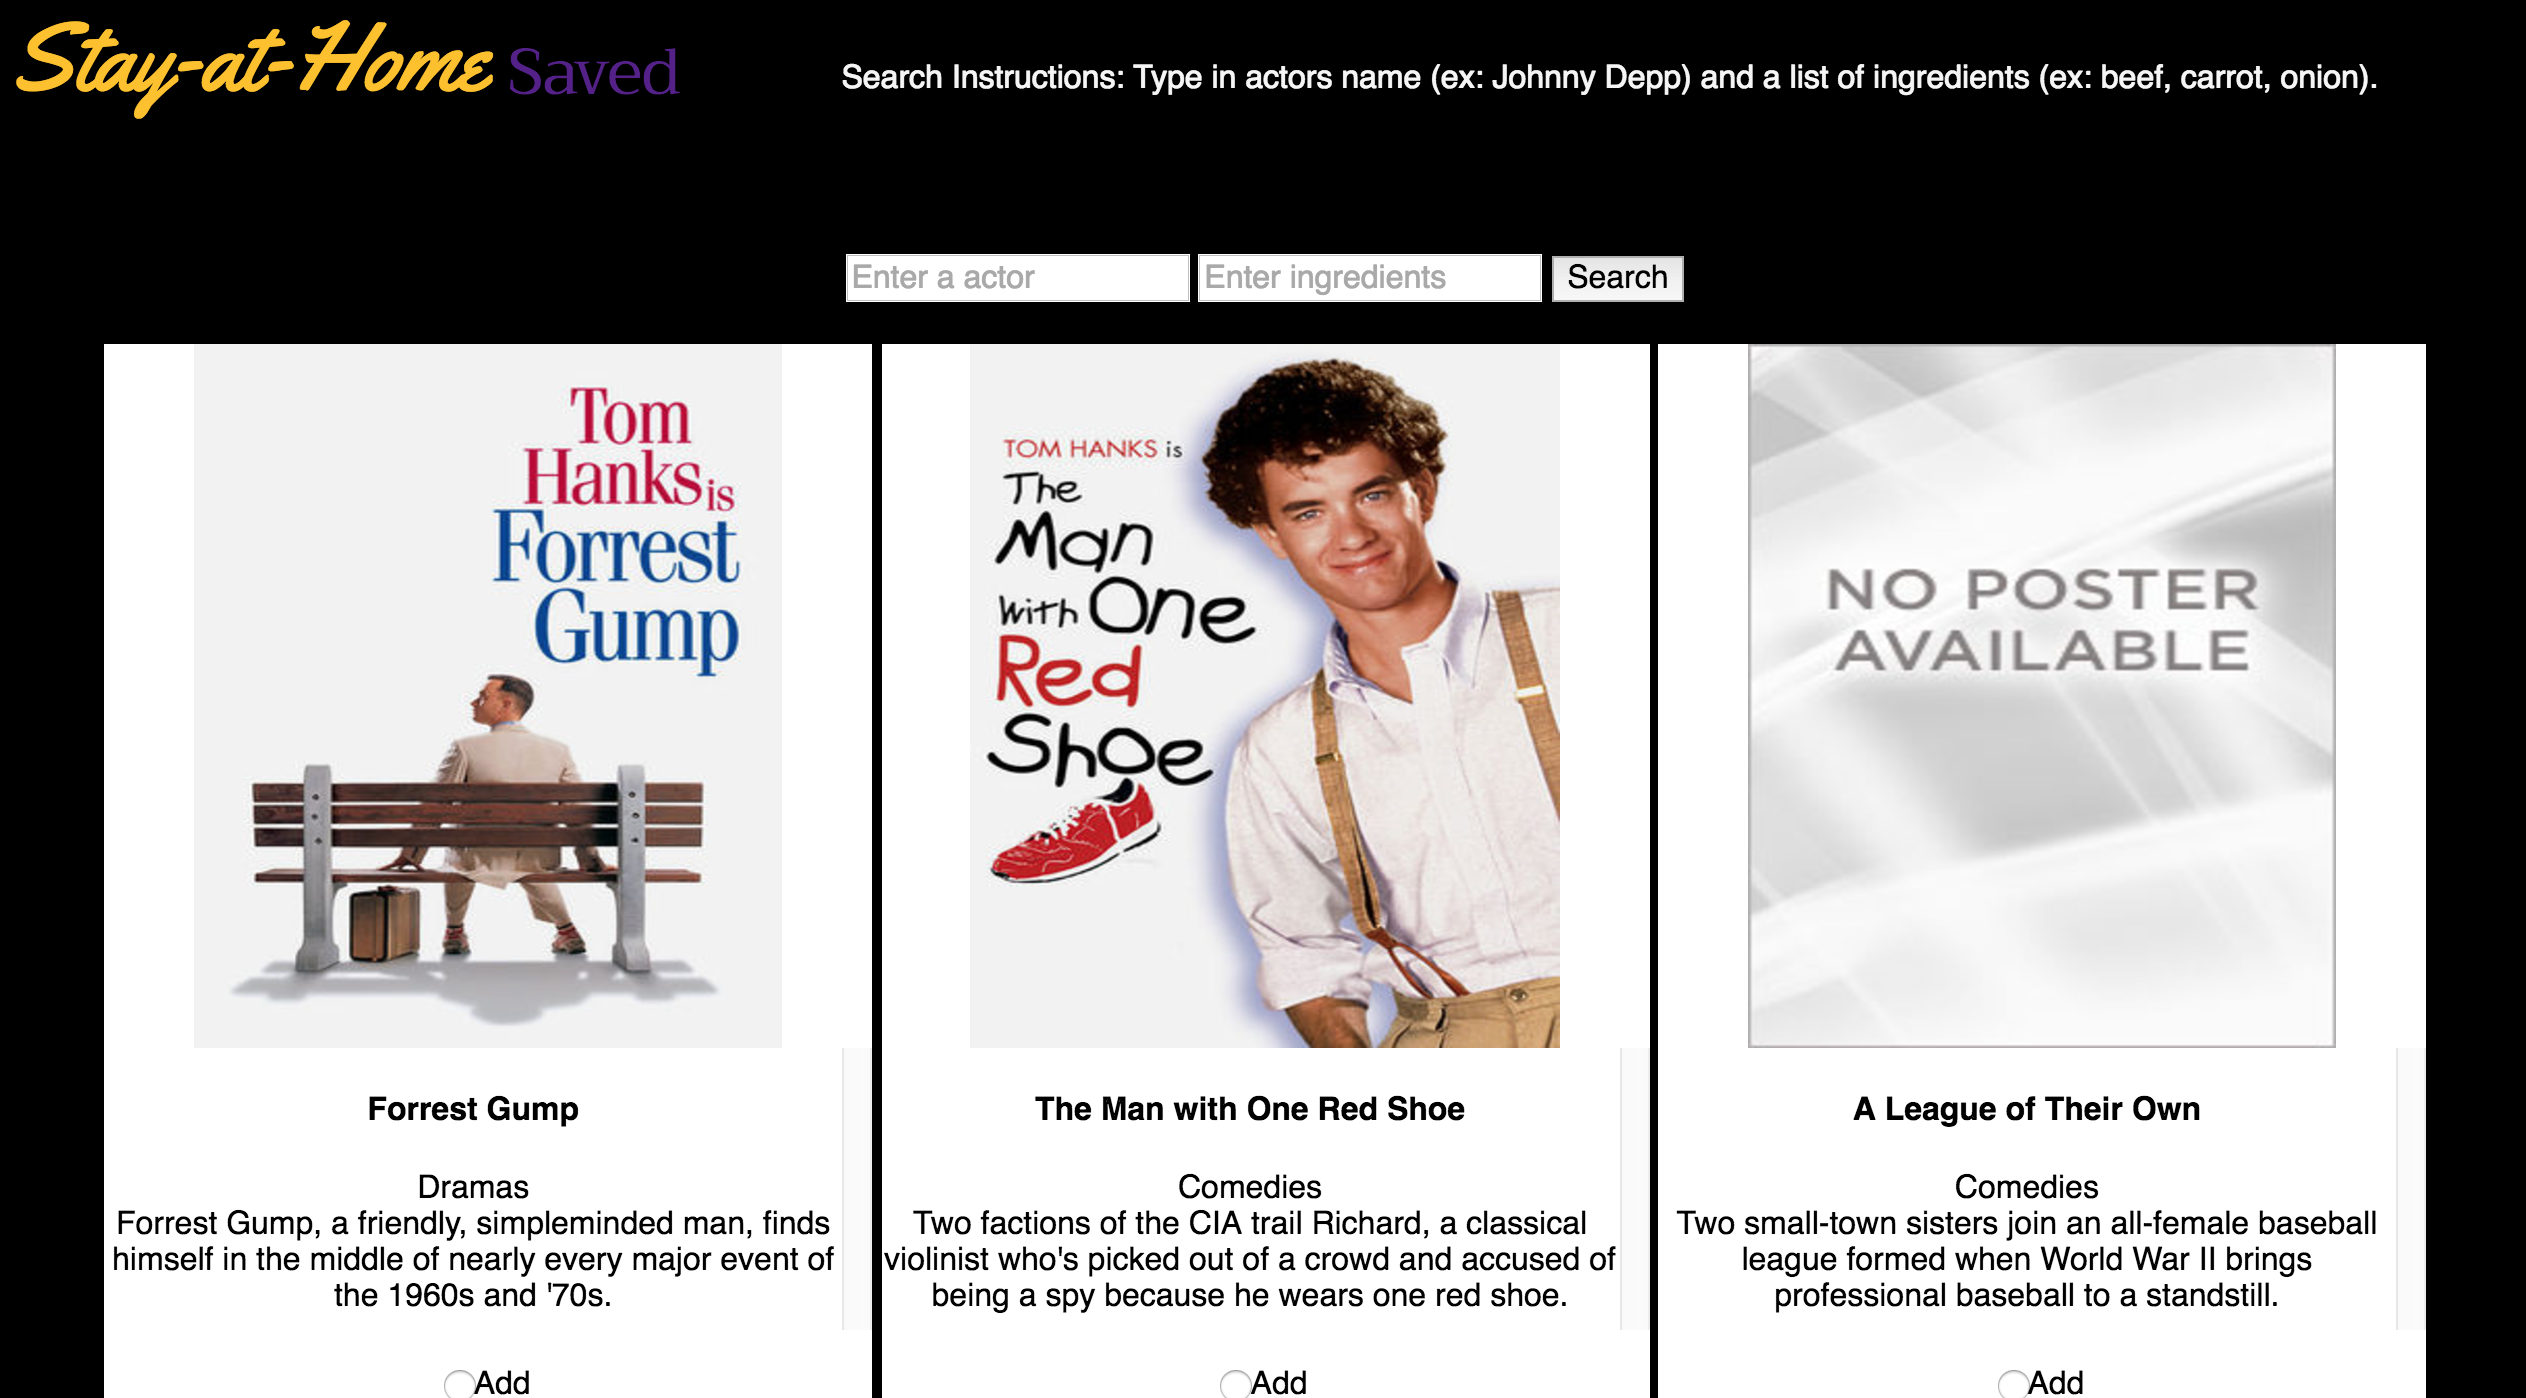 Stay-at-Home Saved
Search Instructions: Type in actors name (ex: Johnny Depp) and a list of ingredients (ex: beef, carrot, onion).
Enter a actor Enter ingredients Search
Tom
Hanks is
Forrest
Gump
Forrest Gump
Dramas
Forrest Gump, a friendly, simpleminded man, finds
himself in the middle of nearly every major event of
the 1960s and '70s.
Add
TOM HANKS is
The
Man
with One
Red
Shoe
The Man with One Red Shoe
Comedies
Two factions of the CIA trail Richard, a classical
violinist who's picked out of a crowd and accused of
being a spy because he wears one red shoe.
Add
NO POSTER
AVAILABLE
A League of Their Own
Comedies
Two small-town sisters join an all-female baseball
league formed when World War II brings
professional baseball to a standstill.
Add